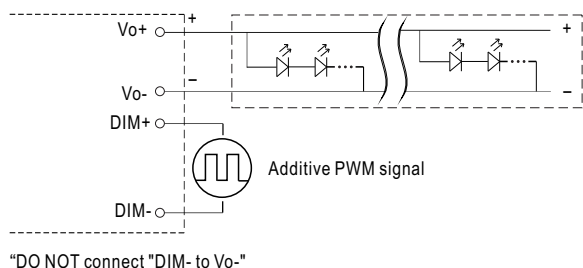 Vo+
+
+
Vo-
−
−
DIM+
Additive PWM signal
DIM-
“DO NOT connect "DIM- to Vo-"